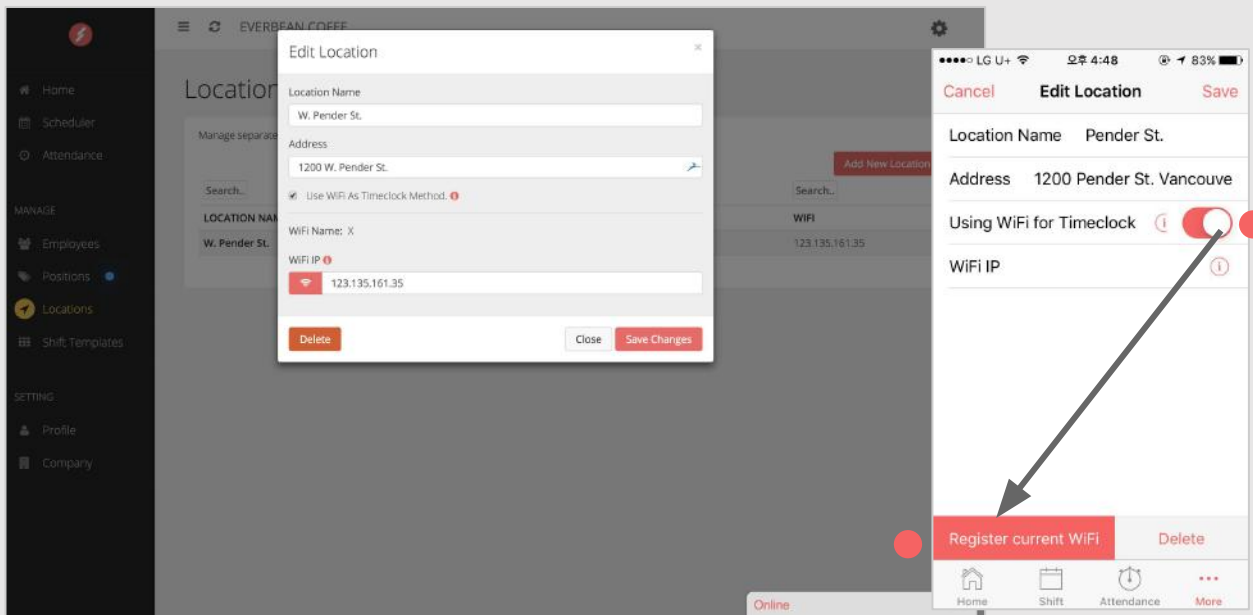 EVERBEAN COFFE
Home
Scheduler
Attendance
MANAGE
Employees
Positions
Locations
Shift Templates
SETTING
Profile
Company
Location
Manage separate
Add New Location
Search..
Search..
LOCATION NAM
WIFI
W. Pender St.
123.135.161.35
Edit Location
×
Location Name
W. Pender St.
Address
1200 W. Pender St.
Use WiFi As Timeclock Method.
WiFi Name: X
WiFi IP
123.135.161.35
Delete
Close
Save Changes
Online
LG U+
오후 4:48
83%
Cancel
Edit Location
Save
Location Name Pender St.
Address 1200 Pender St. Vancouve
Using WiFi for Timeclock
WiFi IP
Register current WiFi
Delete
Home
Shift
Attendance
More